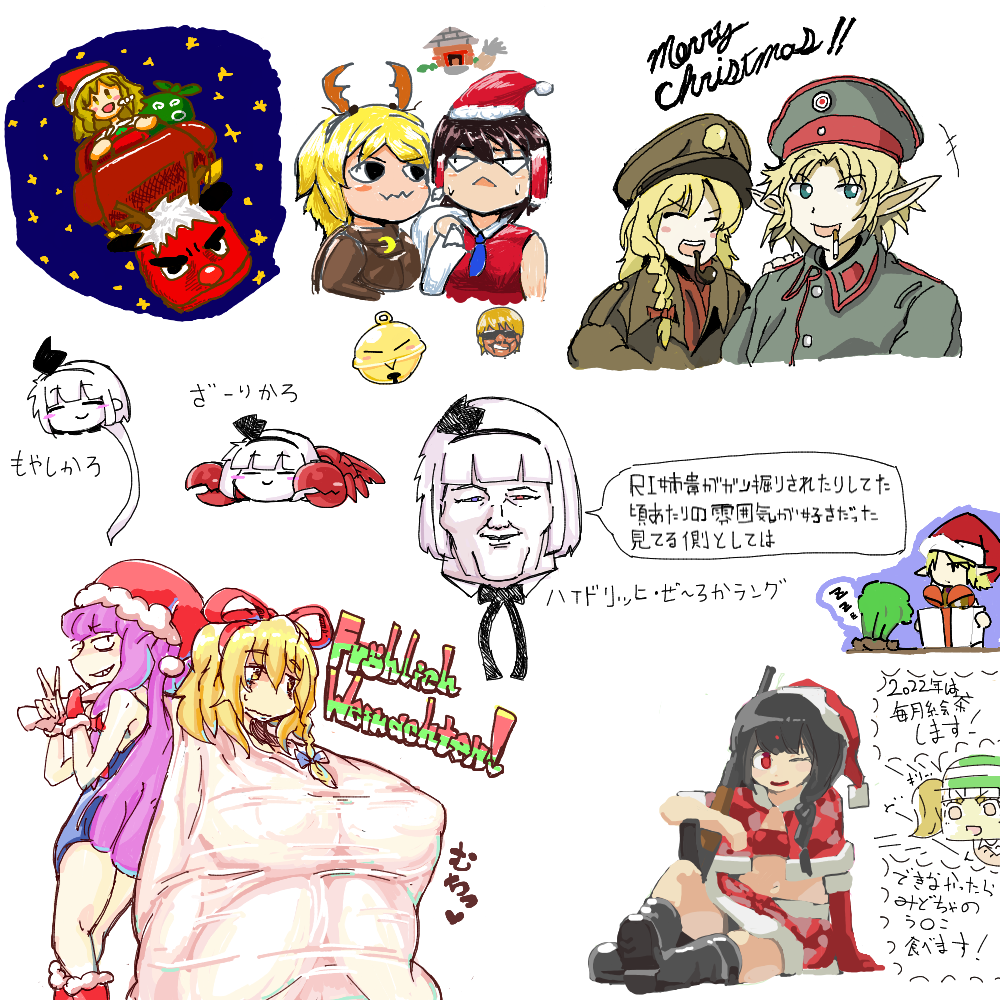 merry
christmas!!
ざーりかろ
もやしかろ
RI姉貴がガン掘りされたりしてた
頃あたりの雰囲気が好きだった
見てる側としては
ハイドリッヒ・ぜ〜ろかラング
zzz
Fröhlich
Weinachten!
むちっ♥
2022年は
毎月絵茶
します!
できなかったら
みどちゃの
う○こ
食べます!